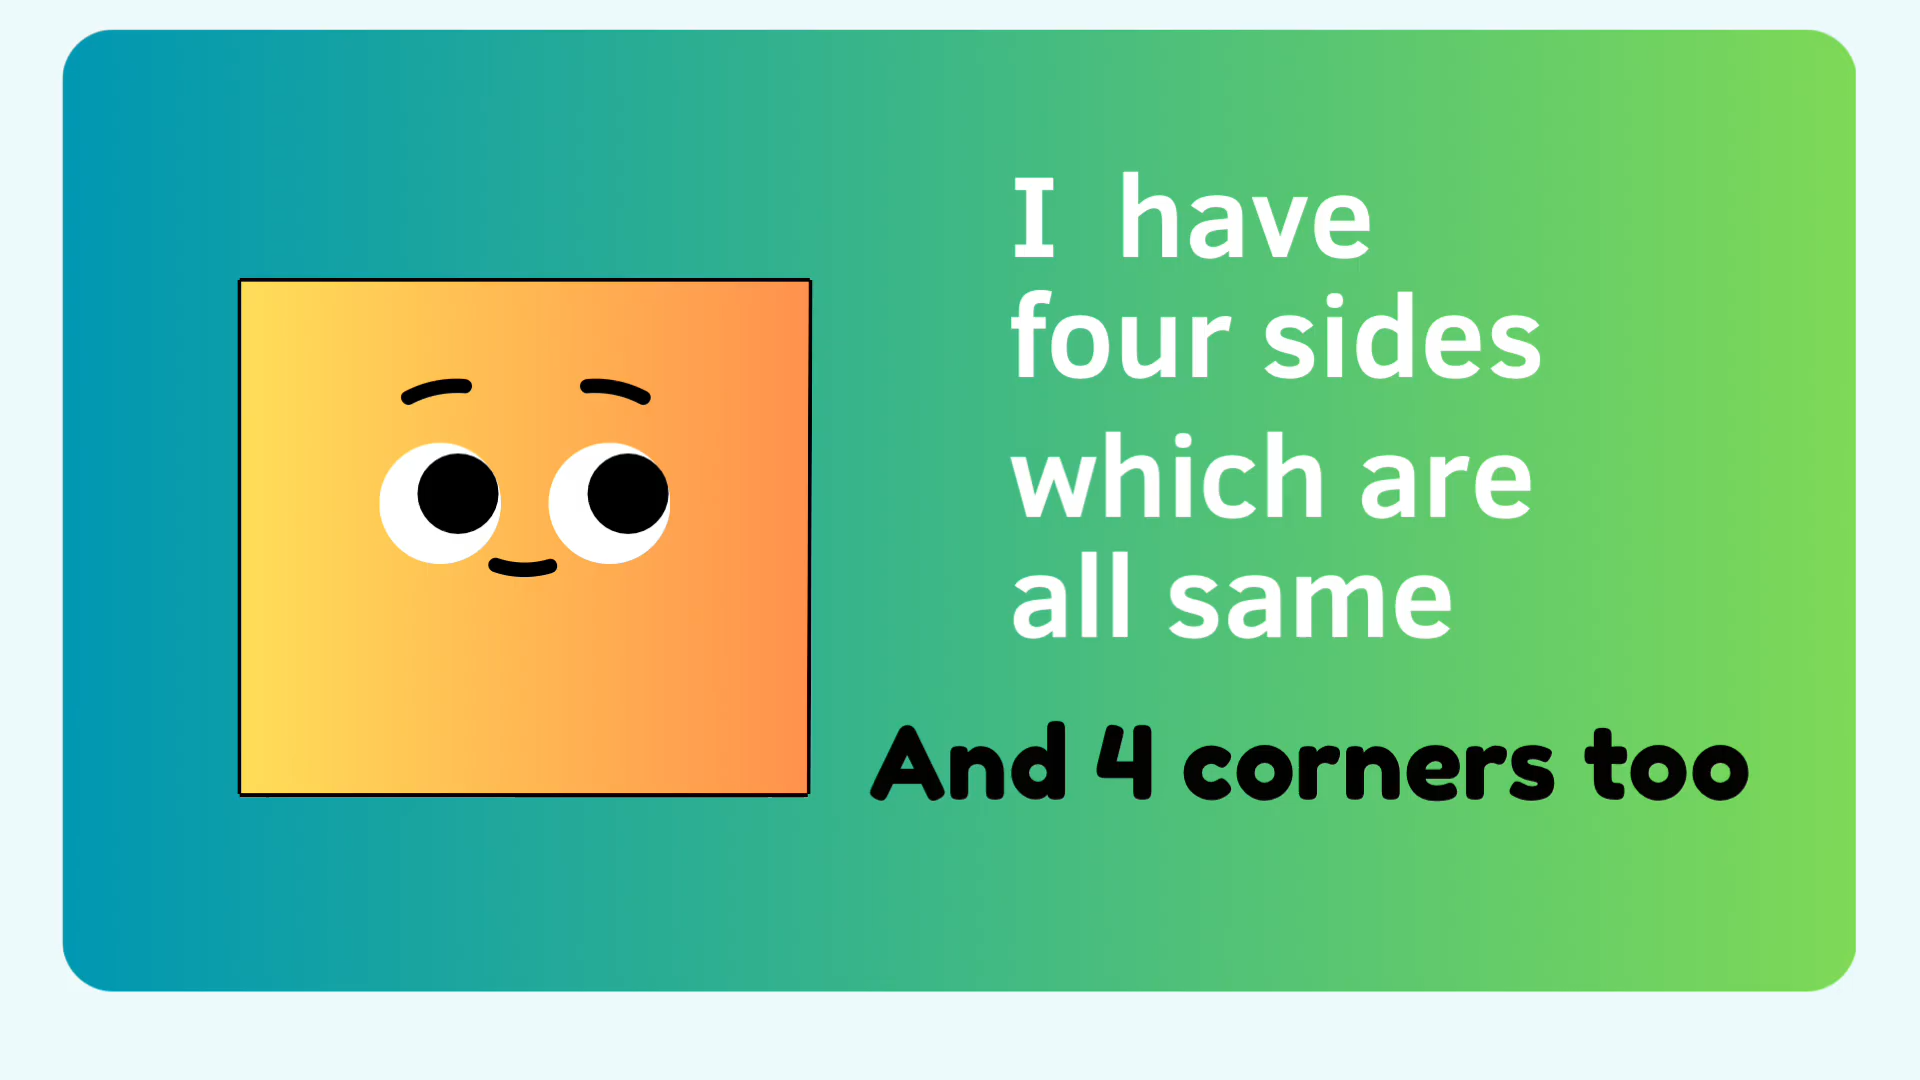 I have
four sides
which are
all same
And 4 corners too